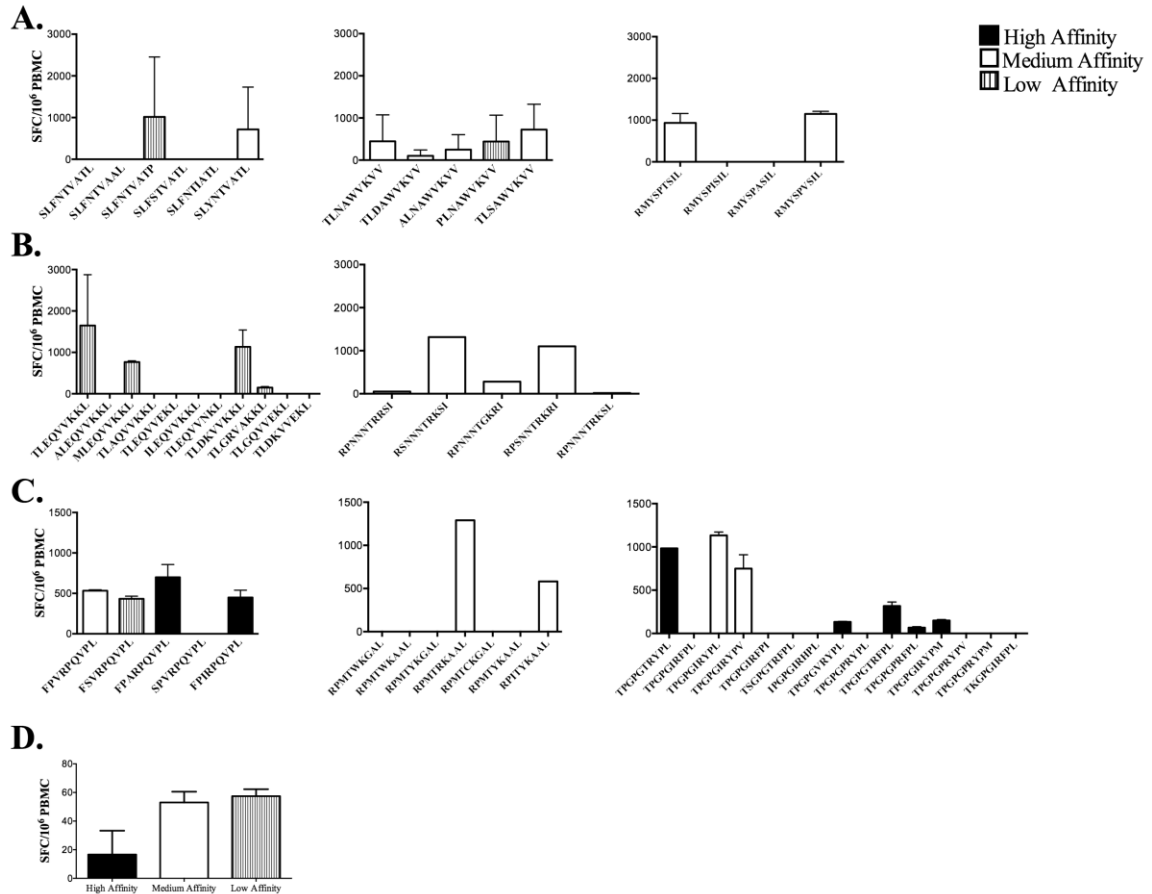 A.
High Affinity
Medium Affinity
Low Affinity
SFC/10⁶ PBMC
3000
2000
1000
0
SLFNTVATL
SLFNTVAAL
SLFNTVATP
SLFSTVATL
SLFNTIATL
SLYNTVATL
3000
2000
1000
0
TLNAWVKVV
TLDAWVKVV
ALNAWVKVV
PLNAWVKVV
TLSAWVKVV
3000
2000
1000
0
RMYSPTSIL
RMYSPISIL
RMYSPASIL
RMYSPVSIL
B.
SFC/10⁶ PBMC
3000
2000
1000
0
TLEQVVKKL
ALEQVVKKL
MLEQVVKKL
TLAQVVKKL
TLEQVVEKL
ILEQVVKKL
TLEQVVNKL
TLDKVVKKL
TLGRVAKKL
TLGQVVEKL
TLDKVVEKL
3000
2000
1000
0
RPNNNTRRSI
RSNNNTRKSI
RPNNNTGKRI
RPSNNTRKRI
RPNNNTRKSL
C.
SFC/10⁶ PBMC
1500
1000
500
0
FPVRPQVPL
FSVRPQVPL
FPARPQVPL
SPVRPQVPL
FPIRPQVPL
1500
1000
500
0
RPMTWKGAL
RPMTWKAAL
RPMTYKGAL
RPMTRKAAL
RPMTCKGAL
RPMTYKAAL
RPITYKAAL
1500
1000
500
0
TPGPGTRYPL
TPGPGIRFPL
TPGPGIRYPL
TPGPGIRYPV
TPGPGIRFPI
TSGPGTRFPL
IPGPGIRHPL
TPGPGVRYPL
TPGPGPRYPL
TPGPGTRFPL
TPGPGPRFPL
TPGPGIRYPM
TPGPGPRYPV
TPGPGPRYPM
TKGPGIRFPL
D.
SFC/10⁶ PBMC
80
60
40
20
0
High Affinity
Medium Affinity
Low Affinity